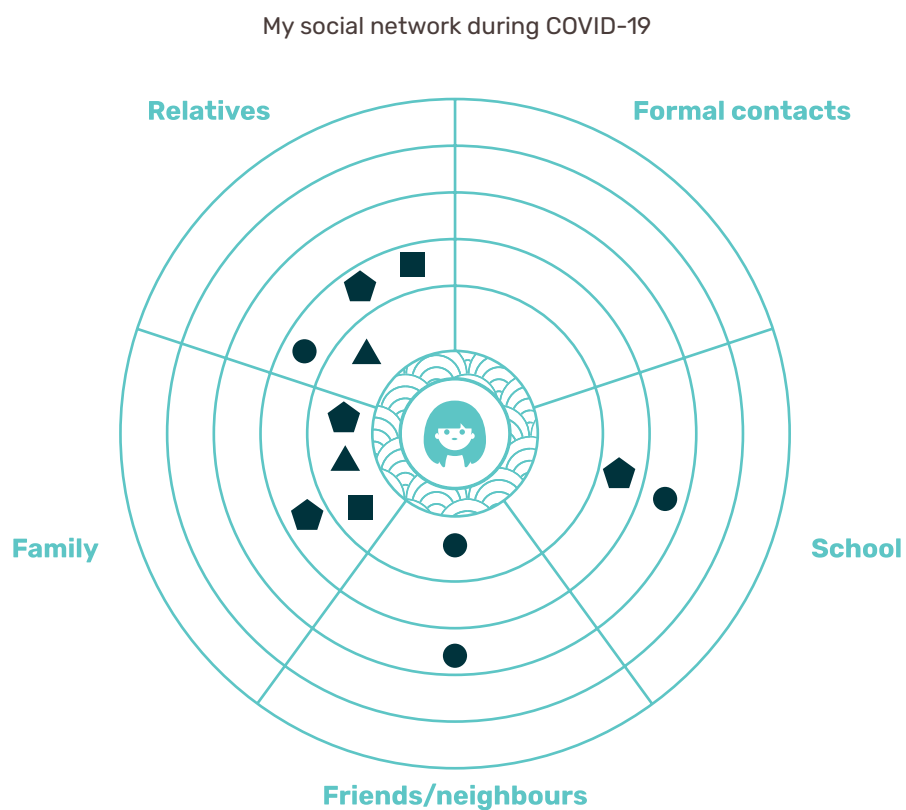 My social network during COVID-19
Relatives
Formal contacts
Family
School
Friends/neighbours